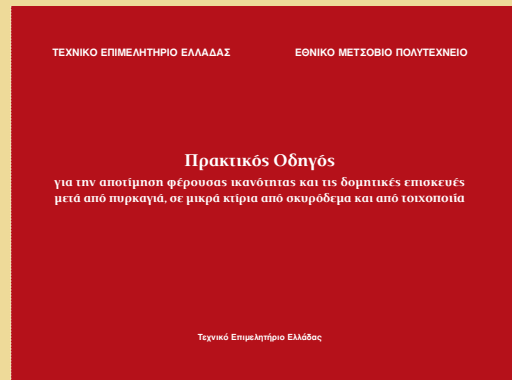 ΤΕΧΝΙΚΟ ΕΠΙΜΕΛΗΤΗΡΙΟ ΕΛΛΑΔΑΣ ΕΘΝΙΚΟ ΜΕΤΣΟΒΙΟ ΠΟΛΥΤΕΧΝΕΙΟ
Πρακτικός Οδηγός
για την αποτίμηση φέρουσας ικανότητας και τις δομητικές επισκευές
μετά από πυρκαγιά, σε μικρά κτίρια από σκυρόδεμα και από τοιχοποιΐα
Τεχνικό Επιμελητήριο Ελλάδας